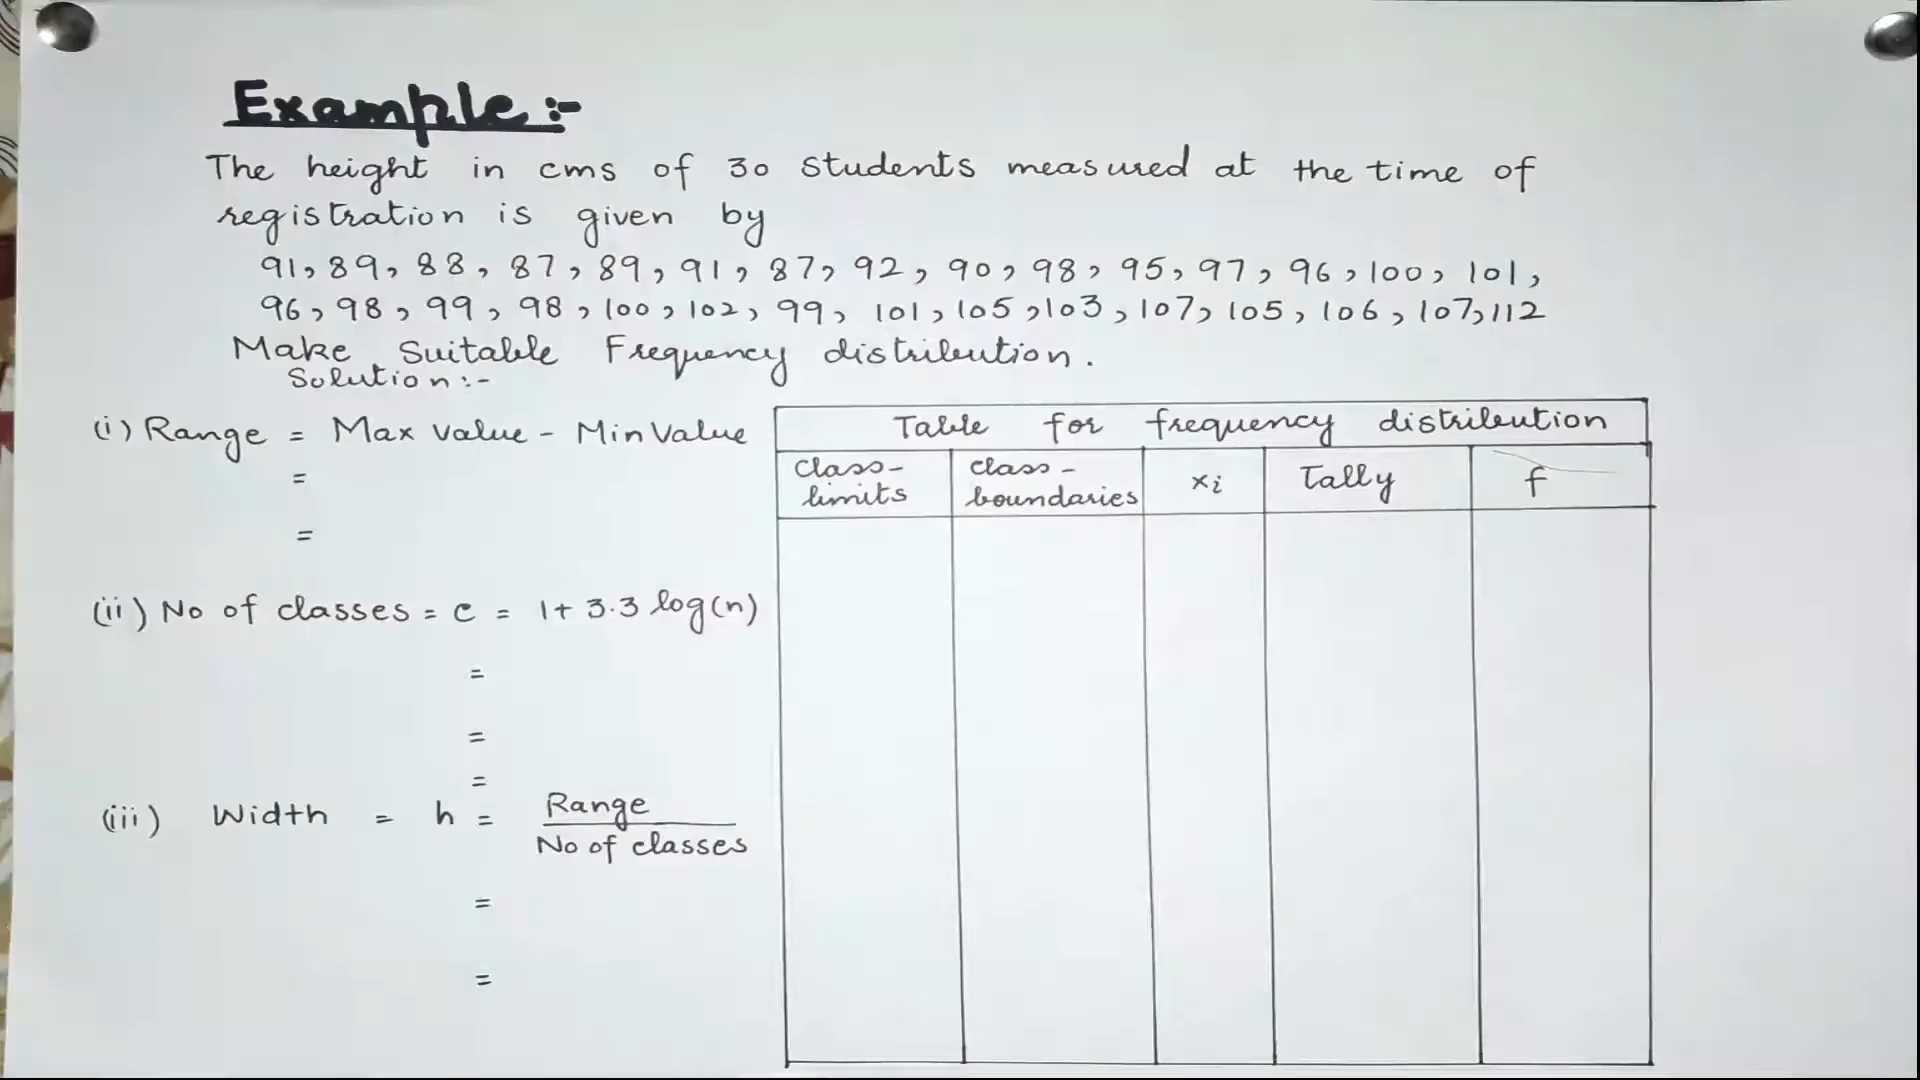 Example:-
The height in cms of 30 students measured at the time of
registration is given by
91, 89, 88, 87, 89, 91, 87, 92, 90, 98, 95, 97, 96, 100, 101,
96, 98, 99, 98, 100, 102, 99, 101, 105, 103, 107, 105, 106, 107, 112
Make Suitable Frequency distribution.
Solution:-
(i) Range = Max value - Min Value
=
=
(ii) No of classes = c = 1+ 3.3 log(n)
=
=
=
(iii) Width = h = Range
No of classes
=
=
Table for frequency distribution
class-
limits
class-
boundaries
xi
Tally
f